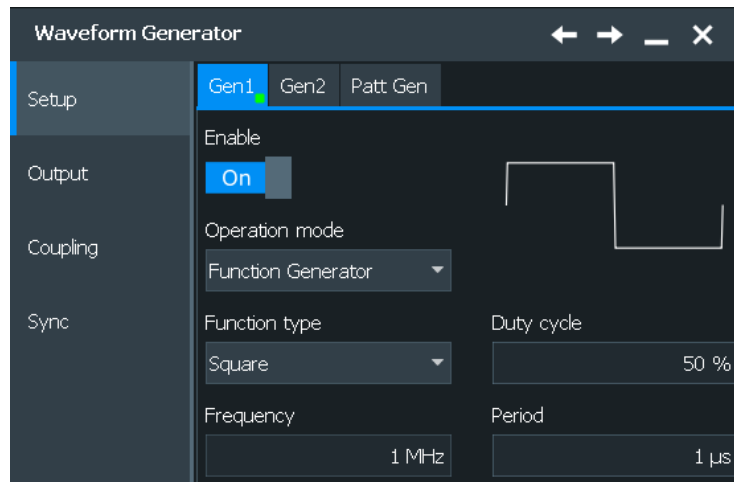 Waveform Generator
Setup
Output
Coupling
Sync
Gen1 Gen2 Patt Gen
Enable
On
Operation mode
Function Generator
Function type Duty cycle
Square 50 %
Frequency Period
1 MHz 1 µs